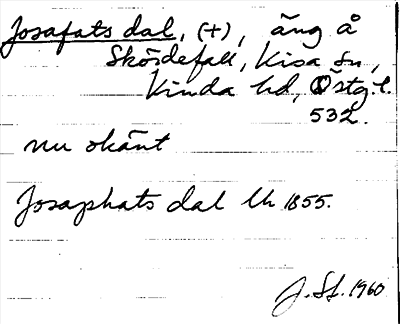 Josafats dal, (+), äng å
Skördefall, Kisa sn,
Kinda hd, Östg.l.
532.
nu okänt
Josaphats dal Lh 1855.
J. St. 1960